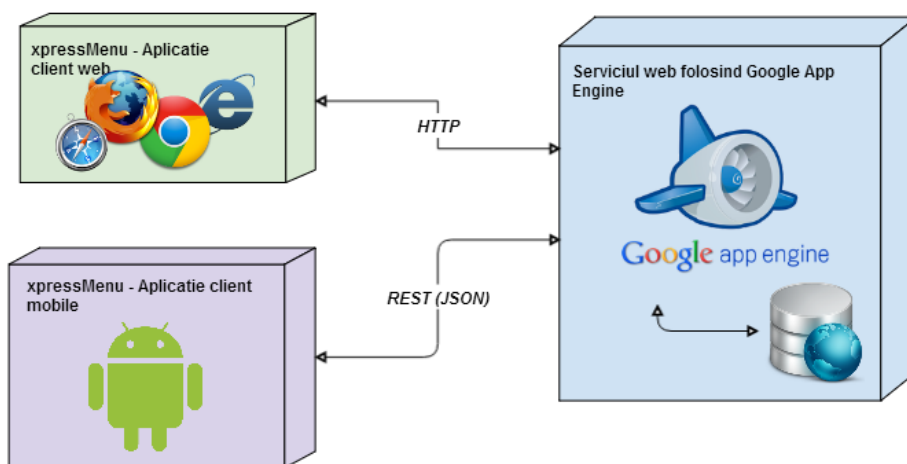 xpressMenu - Aplicatie
client web
HTTP
Serviciul web folosind Google App
Engine
Google app engine
xpressMenu - Aplicatie client
mobile
REST (JSON)